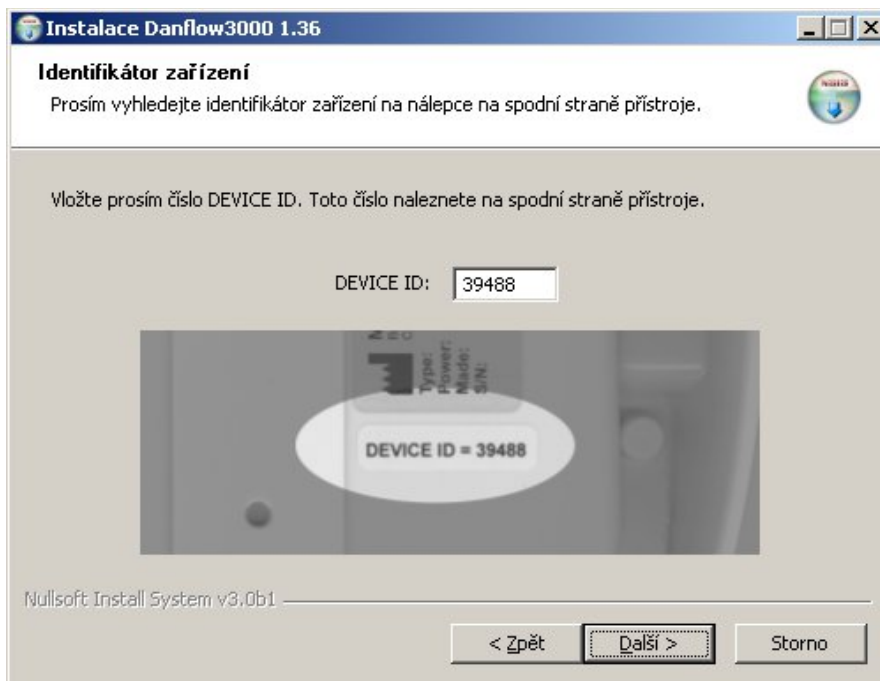 Instalace Danflow3000 1.36
Identifikátor zařízení
Prosím vyhledejte identifikátor zařízení na nálepce na spodní straně přístroje.
Vložte prosím číslo DEVICE ID. Toto číslo naleznete na spodní straně přístroje.
DEVICE ID: 39488
Type:
Power:
Made:
S/N:
DEVICE ID = 39488
Nullsoft Install System v3.0b1
< Zpět
Další >
Storno